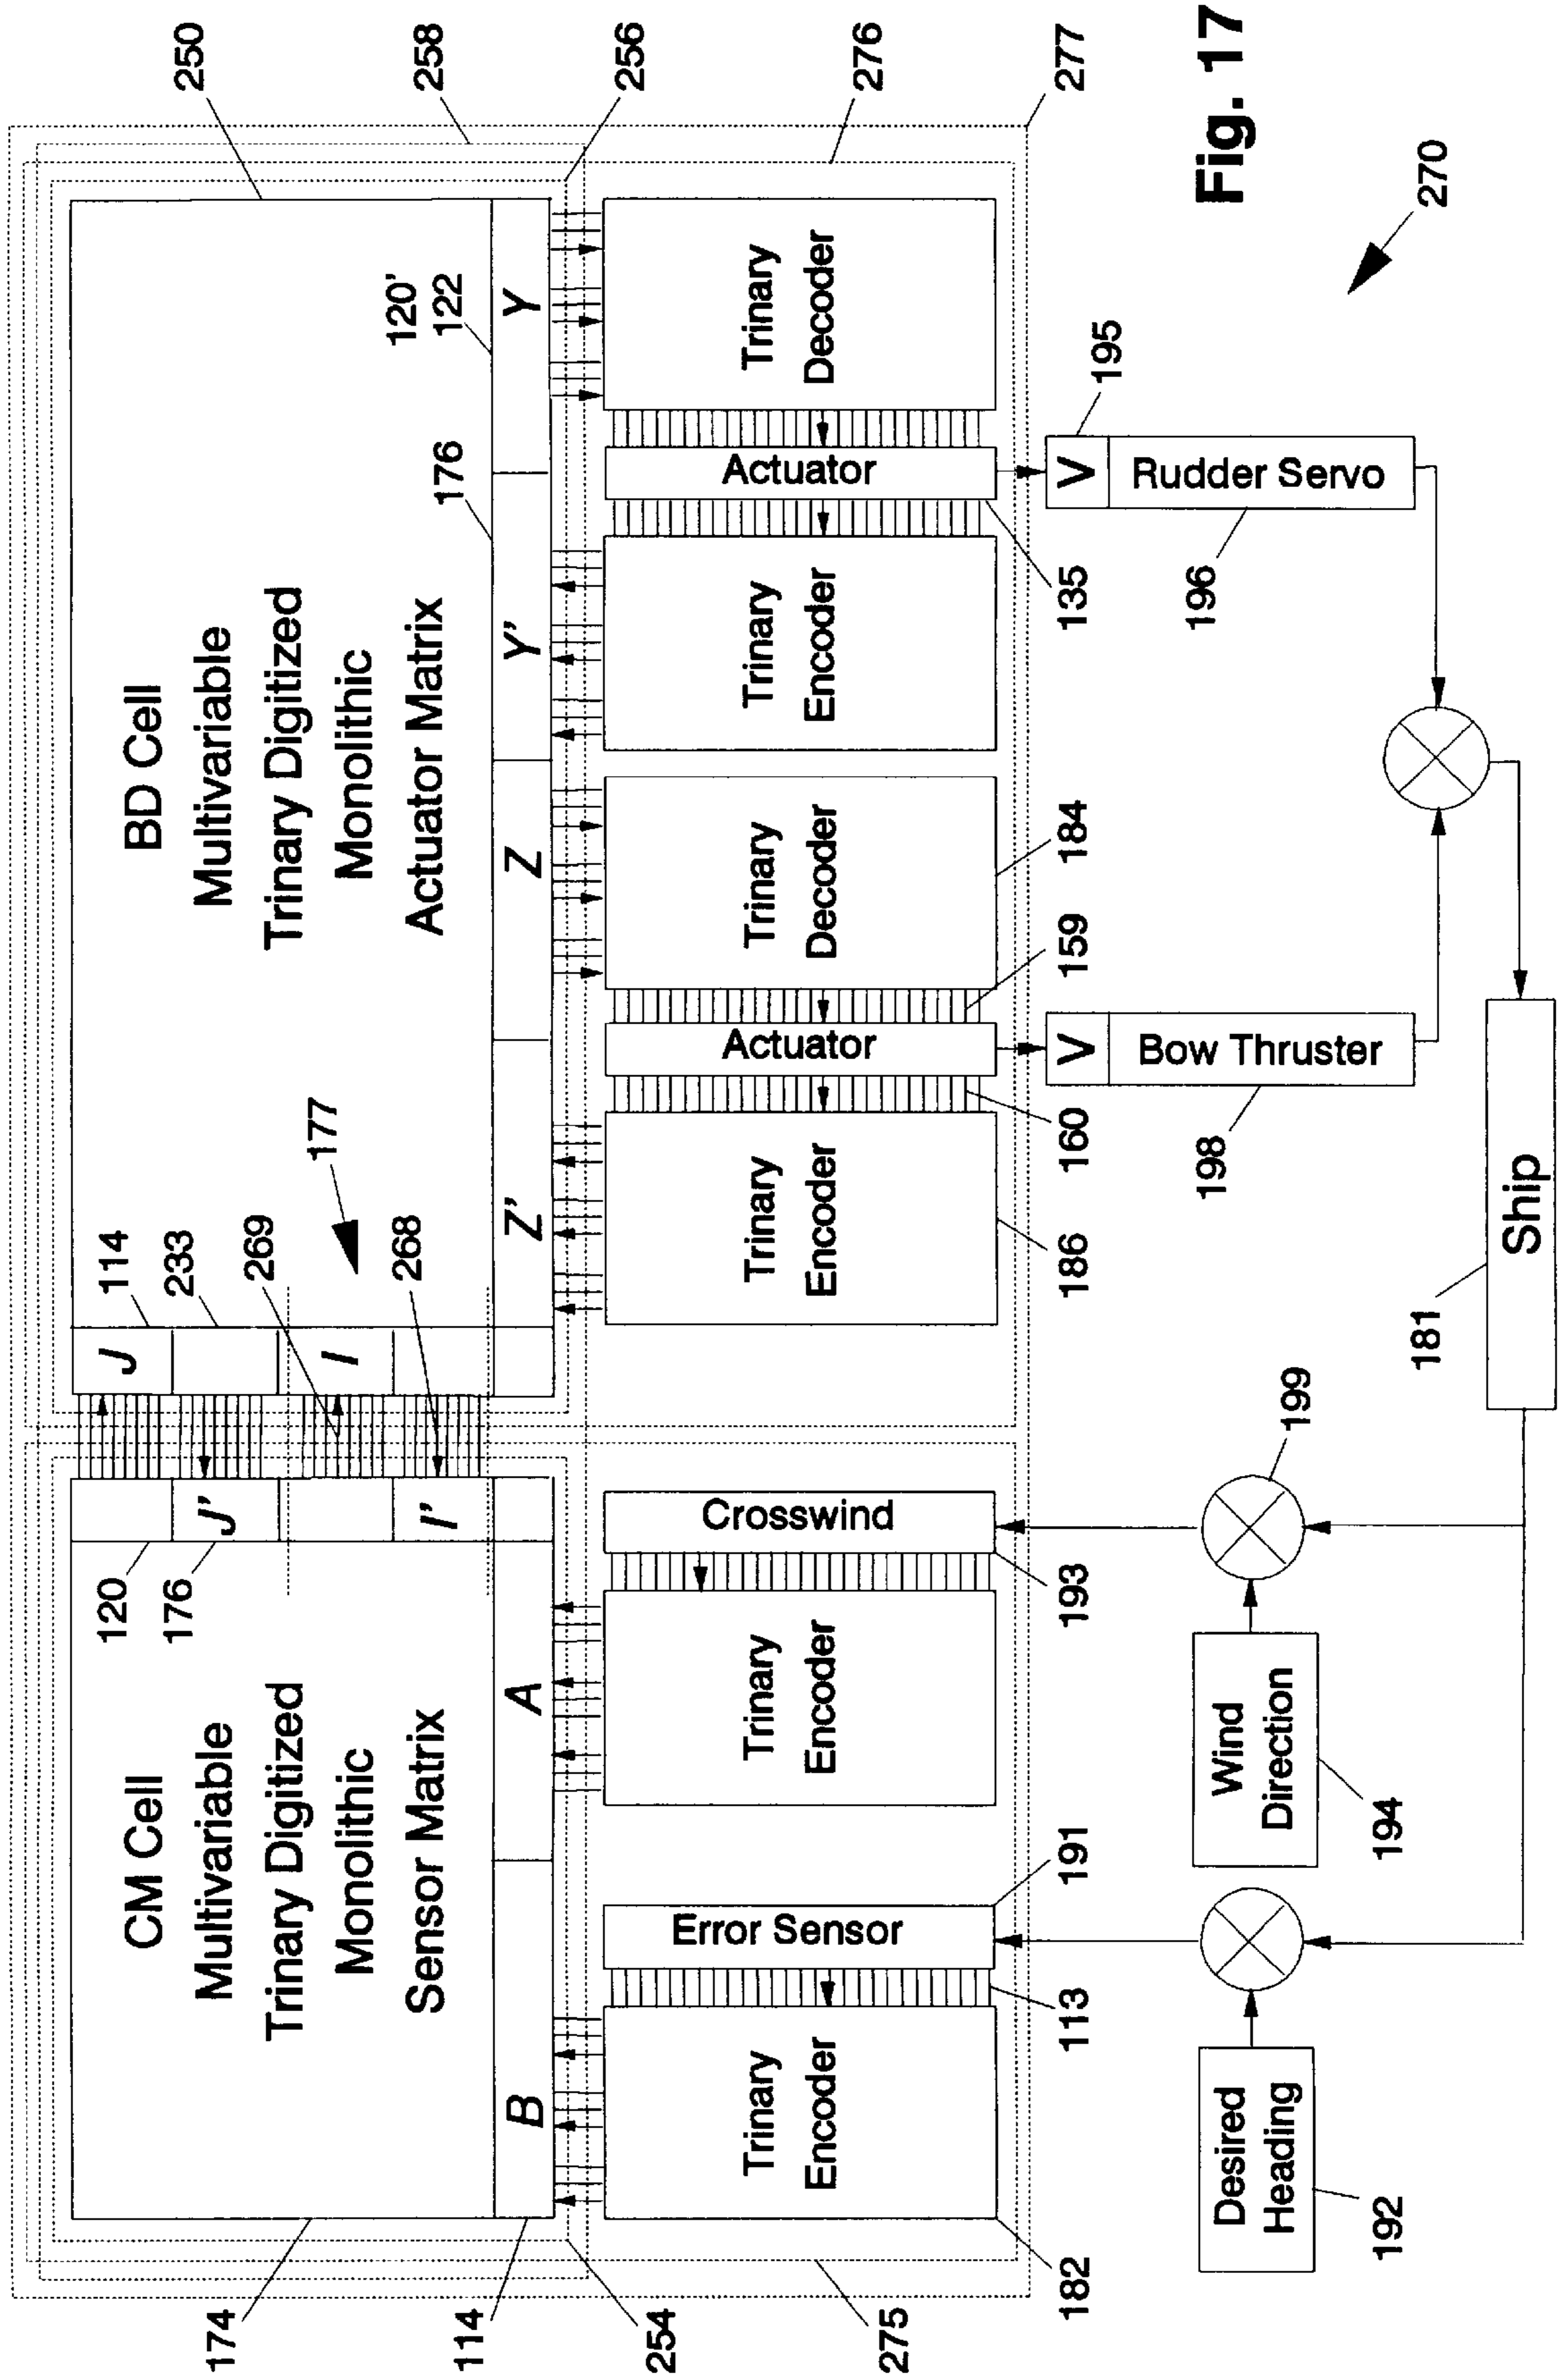 Fig. 17
270
250
258
256
276
277
174
114
254
275
BD Cell
Multivariable
Trinary Digitized
Monolithic
Actuator Matrix
CM Cell
Multivariable
Trinary Digitized
Monolithic
Sensor Matrix
120
176
J'
I'
J
114
233
269
I
177
268
176
120'
122
B
A
Z'
Z
Y'
Y
Trinary
Encoder
Error Sensor
191
113
182
Trinary
Encoder
Crosswind
193
Trinary
Encoder
186
160
Actuator
159
Trinary
Decoder
184
Trinary
Encoder
Actuator
135
Trinary
Decoder
V
Bow Thruster
198
V
195
Rudder Servo
196
Desired
Heading
192
Wind
Direction
194
199
Ship
181